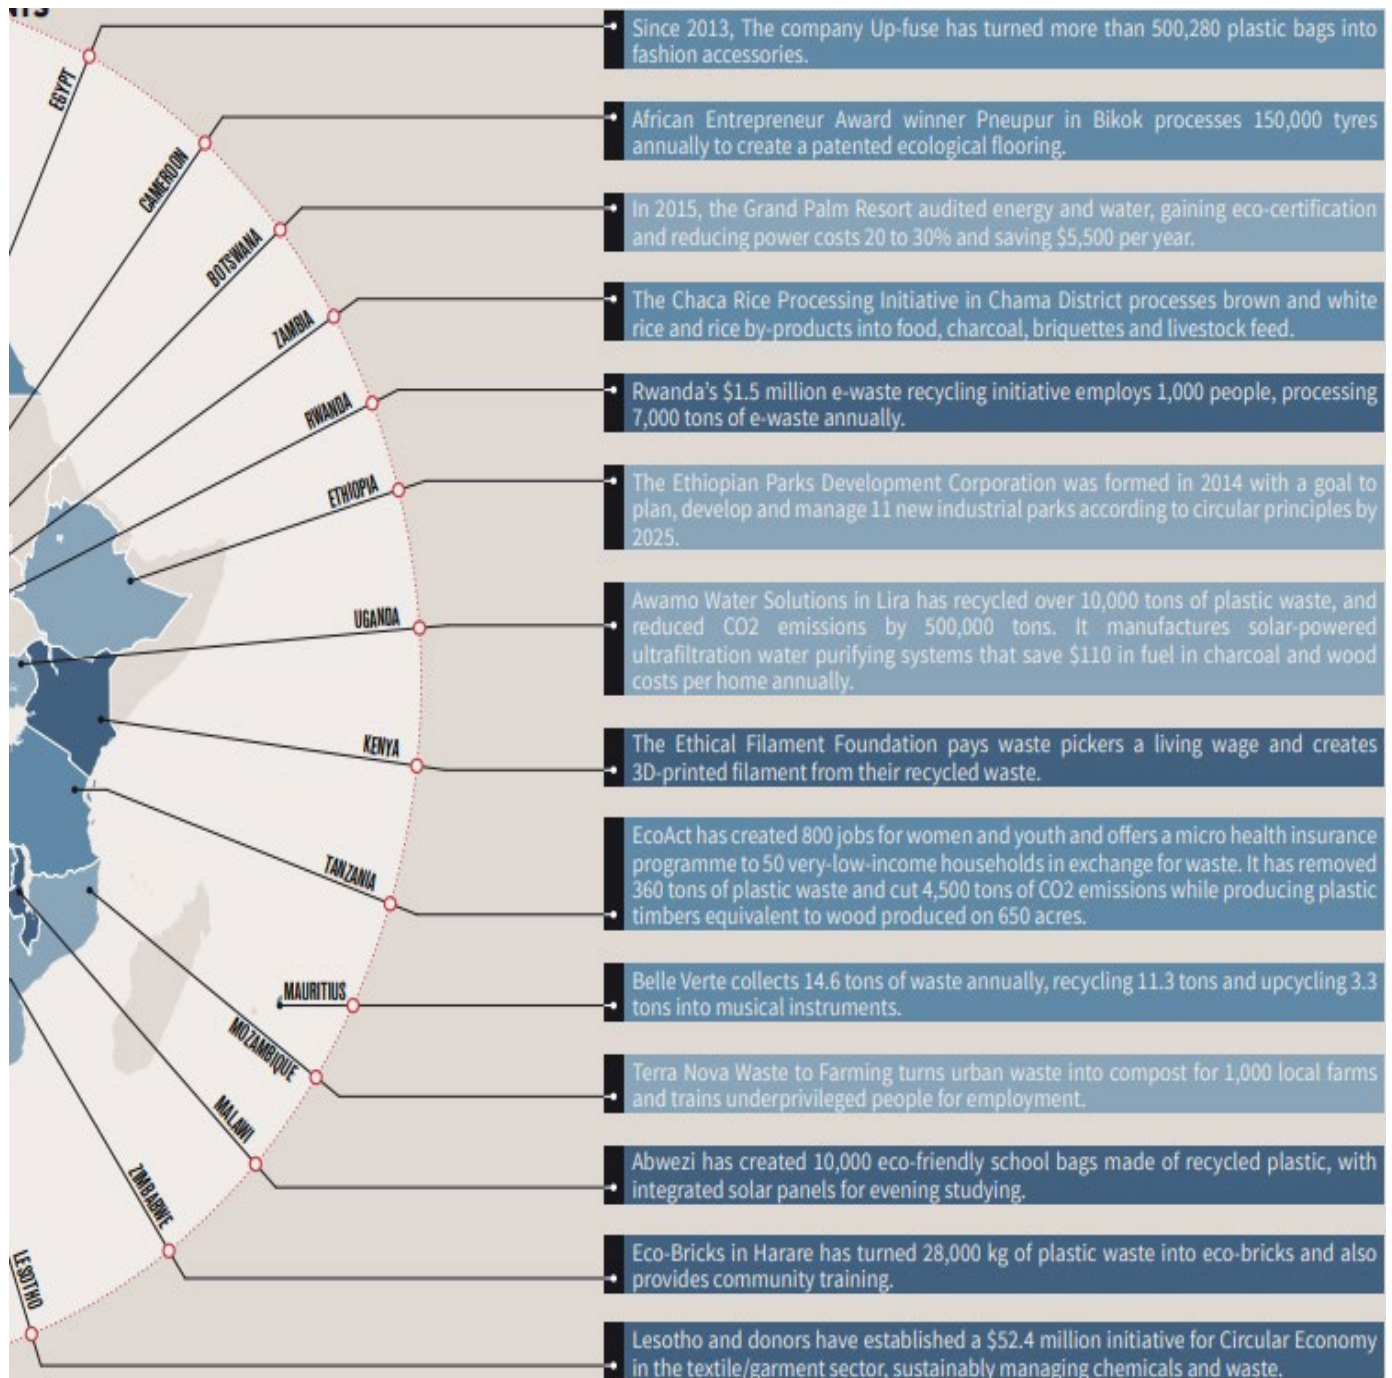 EGYPT
Since 2013, The company Up-fuse has turned more than 500,280 plastic bags into
fashion accessories.
CAMEROON
African Entrepreneur Award winner Pneupur in Bikok processes 150,000 tyres
annually to create a patented ecological flooring.
BOTSWANA
In 2015, the Grand Palm Resort audited energy and water, gaining eco-certification
and reducing power costs 20 to 30% and saving $5,500 per year.
ZAMBIA
The Chaca Rice Processing Initiative in Chama District processes brown and white
rice and rice by-products into food, charcoal, briquettes and livestock feed.
RWANDA
Rwanda’s $1.5 million e-waste recycling initiative employs 1,000 people, processing
7,000 tons of e-waste annually.
ETHIOPIA
The Ethiopian Parks Development Corporation was formed in 2014 with a goal to
plan, develop and manage 11 new industrial parks according to circular principles by
2025.
UGANDA
Awamo Water Solutions in Lira has recycled over 10,000 tons of plastic waste, and
reduced CO2 emissions by 500,000 tons. It manufactures solar-powered
ultrafiltration water purifying systems that save $110 in fuel in charcoal and wood
costs per home annually.
KENYA
The Ethical Filament Foundation pays waste pickers a living wage and creates
3D-printed filament from their recycled waste.
TANZANIA
EcoAct has created 800 jobs for women and youth and offers a micro health insurance
programme to 50 very-low-income households in exchange for waste. It has removed
360 tons of plastic waste and cut 4,500 tons of CO2 emissions while producing plastic
timbers equivalent to wood produced on 650 acres.
MAURITIUS
Belle Verte collects 14.6 tons of waste annually, recycling 11.3 tons and upcycling 3.3
tons into musical instruments.
MOZAMBIQUE
Terra Nova Waste to Farming turns urban waste into compost for 1,000 local farms
and trains underprivileged people for employment.
MALAWI
Abwezi has created 10,000 eco-friendly school bags made of recycled plastic, with
integrated solar panels for evening studying.
ZIMBABWE
Eco-Bricks in Harare has turned 28,000 kg of plastic waste into eco-bricks and also
provides community training.
LESOTHO
Lesotho and donors have established a $52.4 million initiative for Circular Economy
in the textile/garment sector, sustainably managing chemicals and waste.